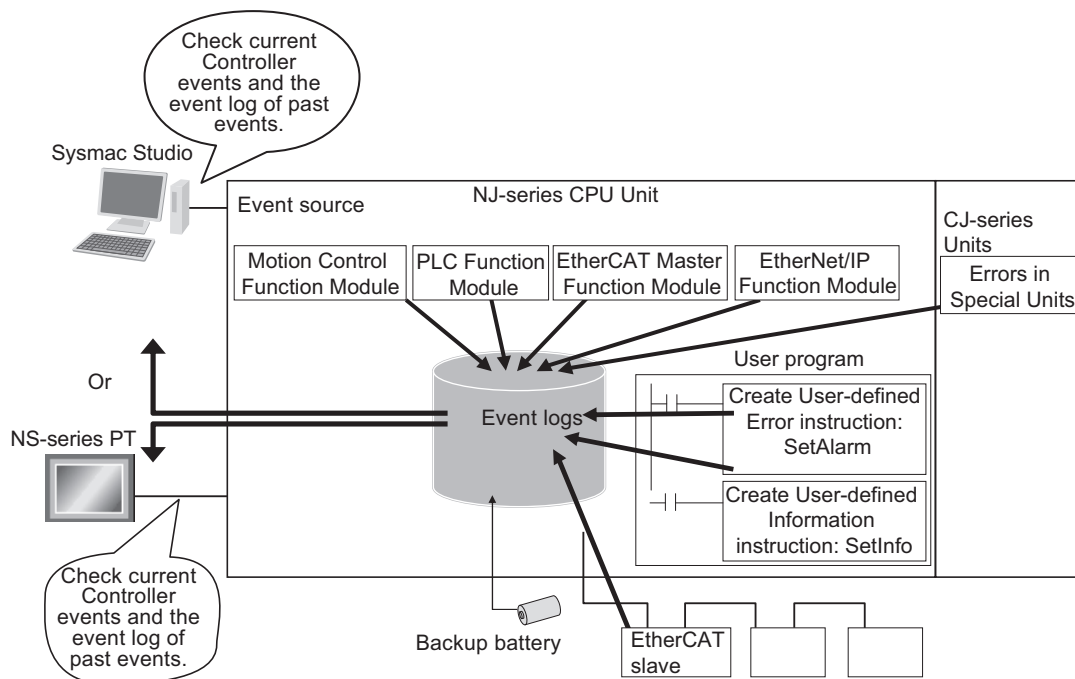 Check current
Controller
events and the
event log of past
events.
Sysmac Studio
NJ-series CPU Unit
Event source
CJ-series
Units
Motion Control
Function Module
PLC Function
Module
EtherCAT Master
Function Module
EtherNet/IP
Function Module
Errors in
Special Units
User program
Or
Event logs
Create User-defined
Error instruction:
SetAlarm
NS-series PT
Create User-defined
Information
instruction: SetInfo
Check current
Controller
events and the
event log of
past events.
Backup battery
EtherCAT
slave